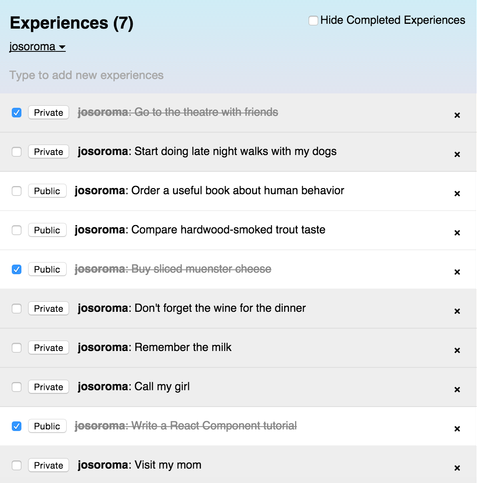 Experiences (7)
Hide Completed Experiences
josoroma
Type to add new experiences
Private josoroma: Go to the theatre with friends ×
Private josoroma: Start doing late night walks with my dogs ×
Public josoroma: Order a useful book about human behavior ×
Public josoroma: Compare hardwood-smoked trout taste ×
Public josoroma: Buy sliced muenster cheese ×
Private josoroma: Don't forget the wine for the dinner ×
Private josoroma: Remember the milk ×
Private josoroma: Call my girl ×
Public josoroma: Write a React Component tutorial ×
Private josoroma: Visit my mom ×